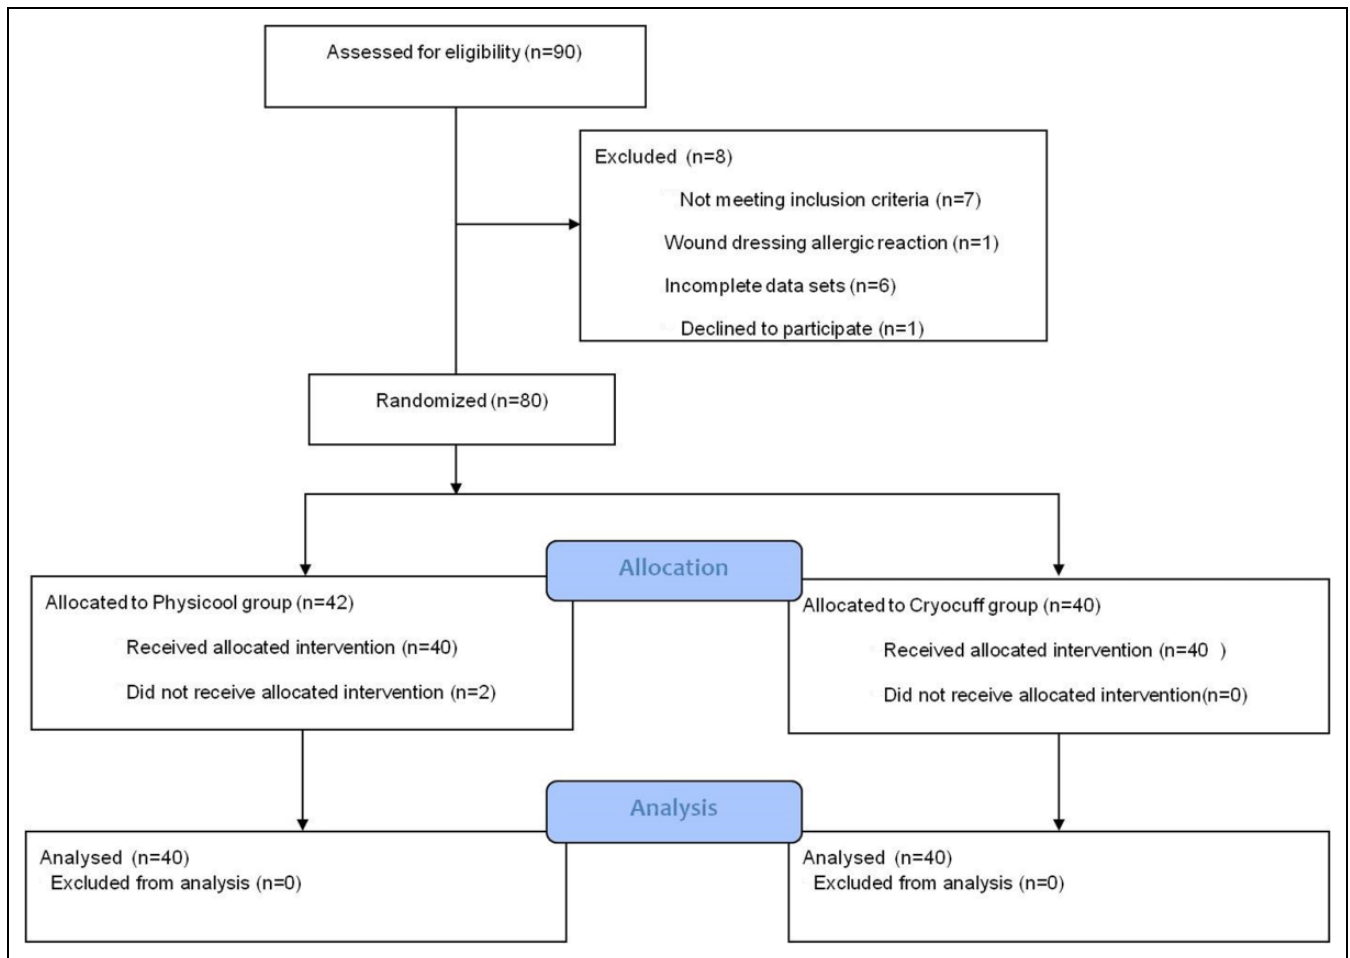 Assessed for eligibility (n=90)
Excluded (n=8)
Not meeting inclusion criteria (n=7)
Wound dressing allergic reaction (n=1)
Incomplete data sets (n=6)
Declined to participate (n=1)
Randomized (n=80)
Allocation
Allocated to Physicool group (n=42)
Received allocated intervention (n=40)
Did not receive allocated intervention (n=2)
Allocated to Cryocuff group (n=40)
Received allocated intervention (n=40 )
Did not receive allocated intervention(n=0)
Analysis
Analysed (n=40)
Excluded from analysis (n=0)
Analysed (n=40)
Excluded from analysis (n=0)